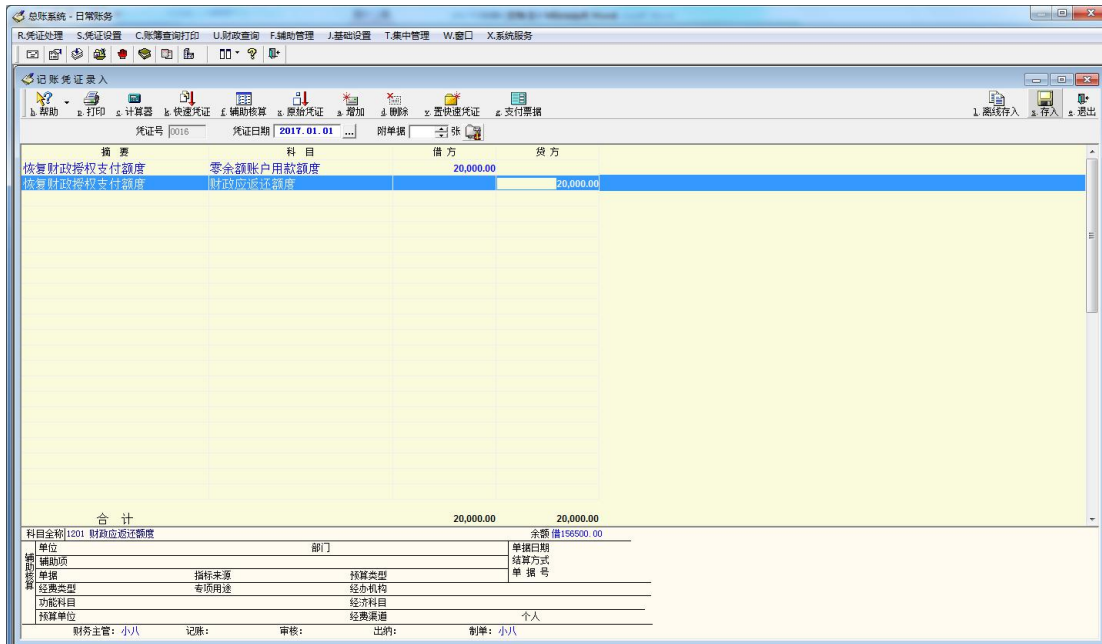 总账系统 - 日常账务
R.凭证处理 S.凭证设置 C.账簿查询打印 U.财政查询 F.辅助管理 J.基础设置 T.集中管理 W.窗口 X.系统服务
记账凭证录入
h.帮助 p.打印 c.计算器 k.快速凭证 f.辅助核算 x.原始凭证 a.增加 d.删除 y.置快速凭证 z.支付票据 l.离线存入 s.存入 e.退出
凭证号 0016 凭证日期 2017.01.01 ... 附单据 张
摘 要 科 目 借 方 贷 方
恢复财政授权支付额度 零余额账户用款额度 20,000.00
恢复财政授权支付额度 财政应返还额度 20,000.00
合 计 20,000.00 20,000.00
科目全称 1201 财政应返还额度 余额 借156500.00
辅助核算
单位 部门 单据日期
辅助项 结算方式
单据 指标来源 预算类型 单 据 号
经费类型 专项用途 经办机构
功能科目 经济科目
预算单位 经费渠道 个人
财务主管: 小八 记账: 审核: 出纳: 制单: 小八